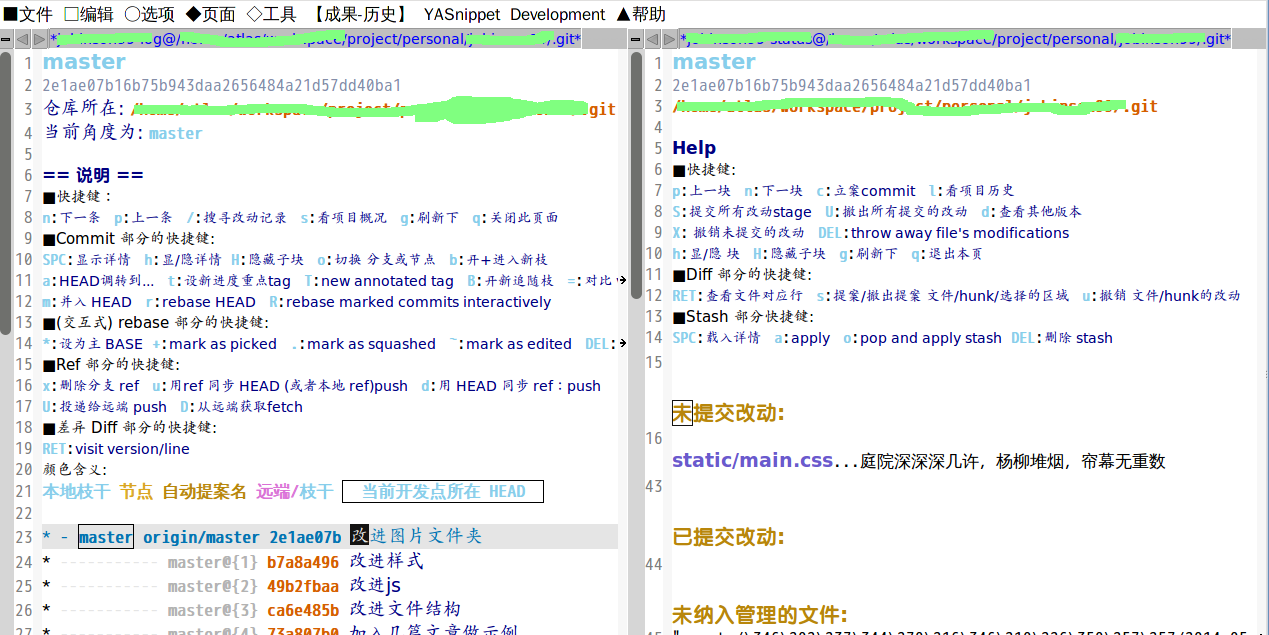 ■文件 □编辑 ○选项 ◆页面 ◇工具 【成果-历史】 YASnippet Development ▲帮助
project/personal/ .git*
workspace/project/personal/ .git*
1 master
2 2e1ae07b16b75b943daa2656484a21d57dd40ba1
3 仓库所在: .git
4 当前角度为: master
5
6 == 说明 ==
7 ■快捷键：
8 n:下一条 p:上一条 /:搜寻改动记录 s:看项目概况 g:刷新下 q:关闭此页面
9 ■Commit 部分的快捷键:
10 SPC:显示详情 h:显/隐详情 H:隐藏子块 o:切换 分支或节点 b:开+进入新枝
11 a:HEAD调转到... t:设新进度重点tag T:new annotated tag B:开新追随枝 =:对比
12 m:并入 HEAD r:rebase HEAD R:rebase marked commits interactively
13 ■(交互式) rebase 部分的快捷键:
14 *:设为主 BASE +:mark as picked .:mark as squashed ~:mark as edited DEL:
15 ■Ref 部分的快捷键:
16 x:删除分支 ref u:用ref 同步 HEAD (或者本地 ref)push d:用 HEAD 同步 ref：push
17 U:投递给远端 push D:从远端获取fetch
18 ■差异 Diff 部分的快捷键:
19 RET:visit version/line
20 颜色含义:
21 本地枝干 节点 自动提案名 远端/枝干 当前开发点所在 HEAD
22
23 * - master origin/master 2e1ae07b 改进图片文件夹
24 * ----------- master@{1} b7a8a496 改进样式
25 * ----------- master@{2} 49b2fbaa 改进js
26 * ----------- master@{3} ca6e485b 改进文件结构
27 * ----------- master@{4} 73a807b0 加入几篇文章做示例
1 master
2 2e1ae07b16b75b943daa2656484a21d57dd40ba1
3 .git
4
5 Help
6 ■快捷键:
7 p:上一块 n:下一块 c:立案commit l:看项目历史
8 S:提交所有改动stage U:撤出所有提交的改动 d:查看其他版本
9 X: 撤销未提交的改动 DEL:throw away file's modifications
10 h:显/隐 块 H:隐藏子块 g:刷新下 q:退出本页
11 ■Diff 部分的快捷键:
12 RET:查看文件对应行 s:提案/撤出提案 文件/hunk/选择的区域 u:撤销 文件/hunk的改动
13 ■Stash 部分快捷键:
14 SPC:载入详情 a:apply o:pop and apply stash DEL:删除 stash
15
未提交改动:
16
static/main.css...庭院深深深几许，杨柳堆烟，帘幕无重数
43
已提交改动:
44
未纳入管理的文件: